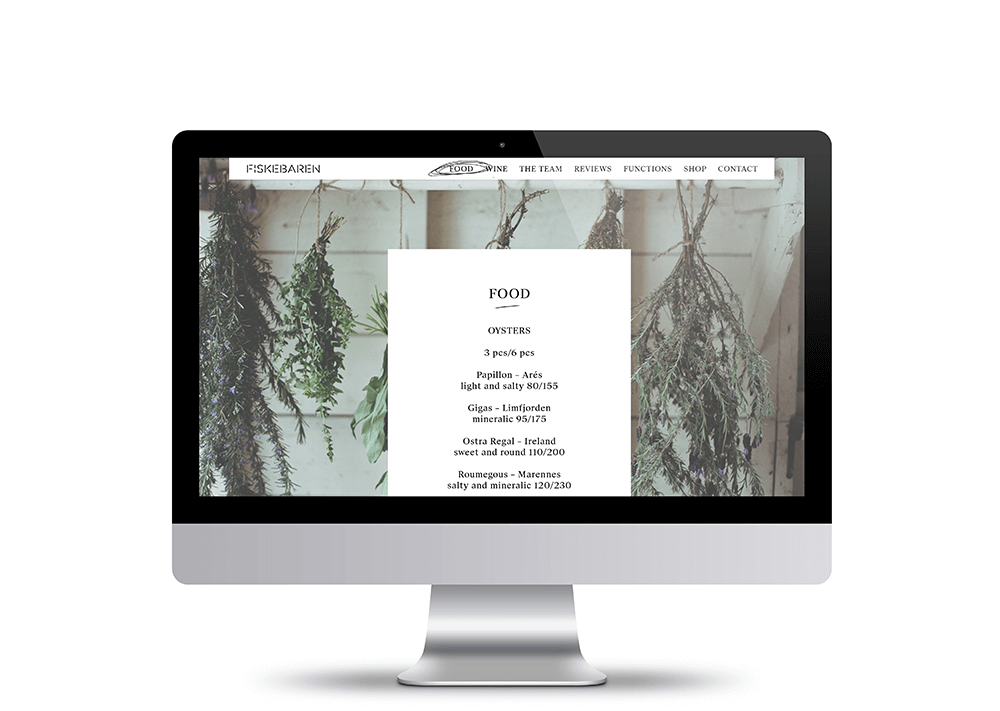 FISKEBAREN FOOD WINE THE TEAM REVIEWS FUNCTIONS SHOP CONTACT
FOOD
OYSTERS
3 pcs/6 pcs
Papillon – Arés
light and salty 80/155
Gigas – Limfjorden
mineralic 95/175
Ostra Regal – Ireland
sweet and round 110/200
Roumegous – Marennes
salty and mineralic 120/230